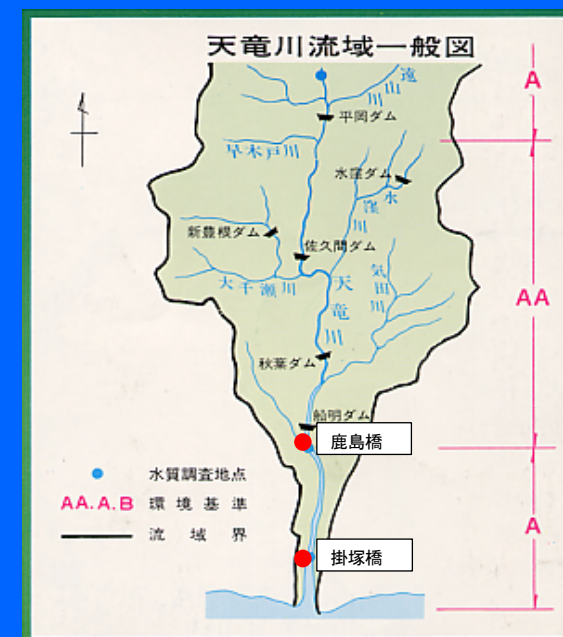 天竜川流域一般図
遠山川
A
平岡ダム
早木戸川
水窪ダム
水窪川
新豊根ダム
佐久間ダム
気田川
大千瀬川
天竜川
AA
秋葉ダム
船明ダム
鹿島橋
水質調査地点
AA.A.B 環境基準
流域界
A
掛塚橋